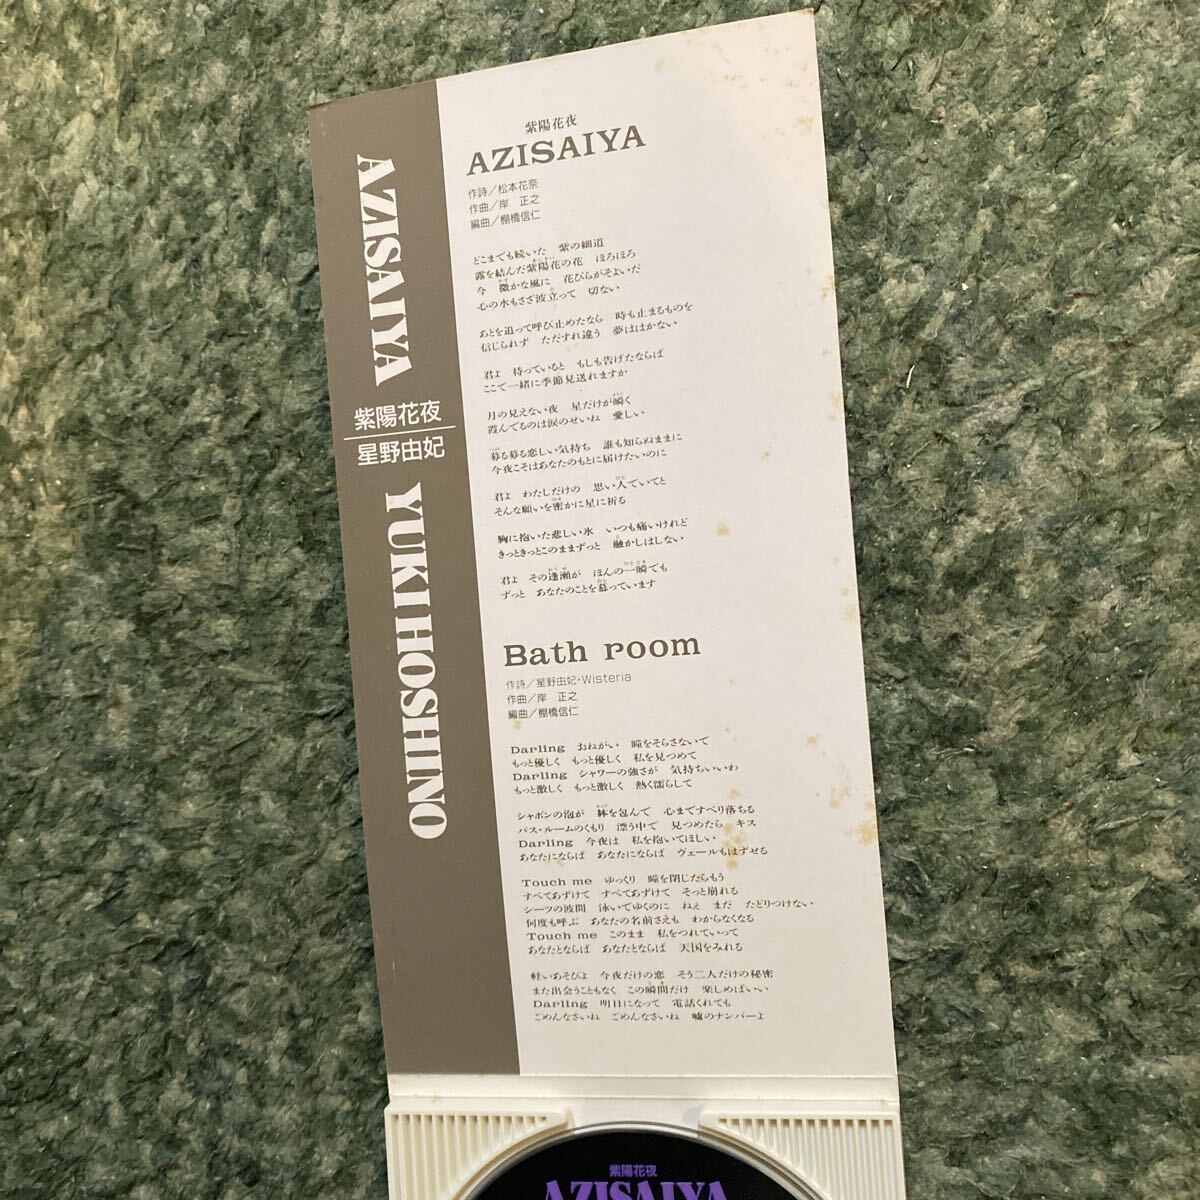 AZISAIYA
紫陽花夜
星野由妃
YUKI HOSHINO
紫陽花夜
AZISAIYA
作詩／松本花奈
作曲／岸 正之
編曲／棚橋信仁
どこまでも続いた 紫の細道
露を結んだ紫陽花の花 ほろほろ
今 微かな風に 花びらがそよいだ
心の水もさざ波立って 切ない
あとを追って呼び止めたなら 時も止まるものを
信じられず ただすれ違う 夢ははかない
君よ 待っていると もしも告げたならば
ここで一緒に季節見送れますか
月の見えない夜 星だけが瞬く
霞んでるのは涙のせいね 愛しい
募る募る恋しい気持ち 誰も知らぬままに
今夜こそはあなたのもとに届けたいのに
君よ わたしだけの 思い人でいてと
そんな願いを密かに星に祈る
胸に抱いた悲しい氷 いつも痛いけれど
きっときっとこのままずっと 融かしはしない
君よ その逢瀬が ほんの一瞬でも
ずっと あなたのことを慕っています
Bath room
作詩／星野由妃・Wisteria
作曲／岸 正之
編曲／棚橋信仁
Darling おねがい 瞳をそらさないで
もっと優しく もっと優しく 私を見つめて
Darling シャワーの強さが 気持ちいいわ
もっと激しく もっと激しく 熱く濡らして
シャボンの泡が 躰を包んで 心まですべり落ちる
バス・ルームのくもり 漂う中で 見つめたら キス
Darling 今夜は 私を抱いてほしい
あなたにならば あなたにならば ヴェールもはずせる
Touch me ゆっくり 瞳を閉じたらもう
すべてあずけて すべてあずけて そっと崩れる
シーツの波間 泳いでゆくのに ねぇ まだ たどりつけない
何度も呼ぶ あなたの名前さえも わからなくなる
Touch me このまま 私をつれていって
あなたとならば あなたとならば 天国をみれる
軽いあそびよ 今夜だけの恋 そう二人だけの秘密
また出会うこともなく この瞬間だけ 楽しめばいい
Darling 明日になって 電話くれても
ごめんなさいね ごめんなさいね 嘘のナンバーよ
紫陽花夜
AZISAIYA